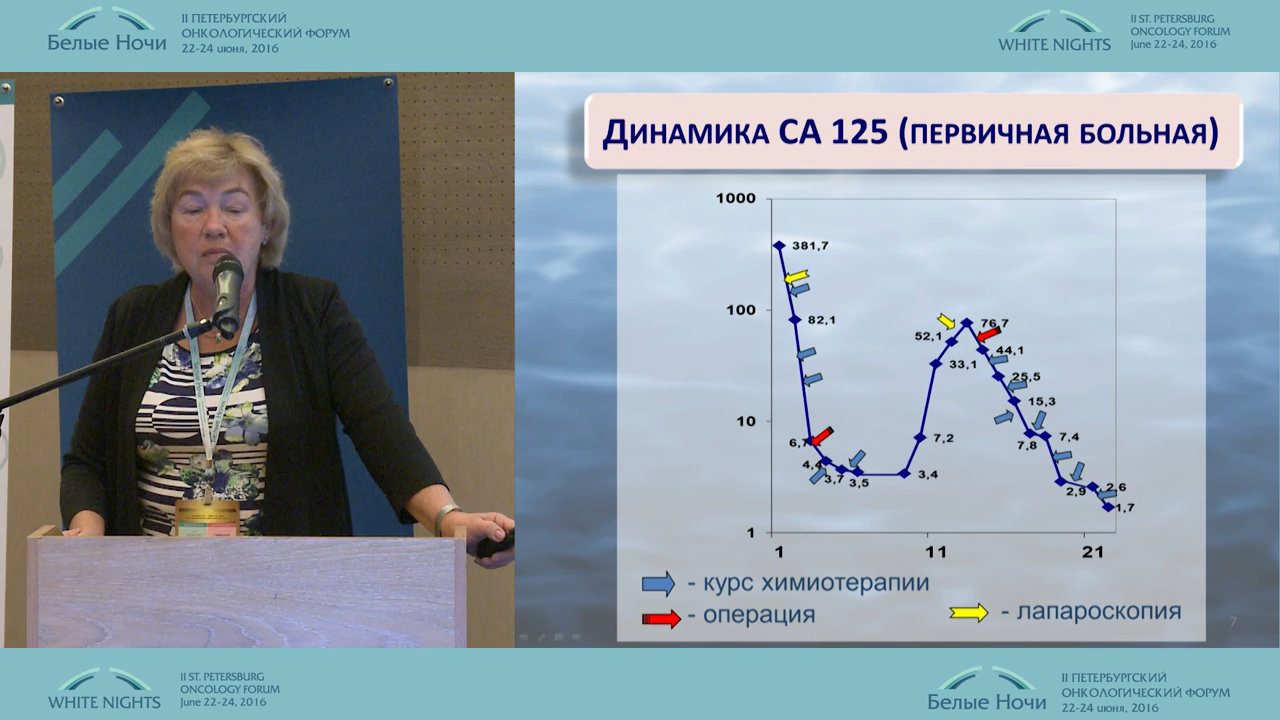 Белые Ночи
II ПЕТЕРБУРГСКИЙ
ОНКОЛОГИЧЕСКИЙ ФОРУМ
22-24 июня, 2016
WHITE NIGHTS
II ST. PETERSBURG
ONCOLOGY FORUM
June 22-24, 2016
Динамика СА 125 (первичная больная)
1000
100
10
1
381,7
82,1
6,7
4,4
3,7
3,5
3,4
7,2
33,1
52,1
76,7
44,1
25,5
15,3
7,8
7,4
2,9
2,6
1,7
1
11
21
- курс химиотерапии
- операция
- лапароскопия
7
WHITE NIGHTS
II ST. PETERSBURG
ONCOLOGY FORUM
June 22-24, 2016
Белые Ночи
II ПЕТЕРБУРГСКИЙ
ОНКОЛОГИЧЕСКИЙ ФОРУМ
22-24 июня, 2016